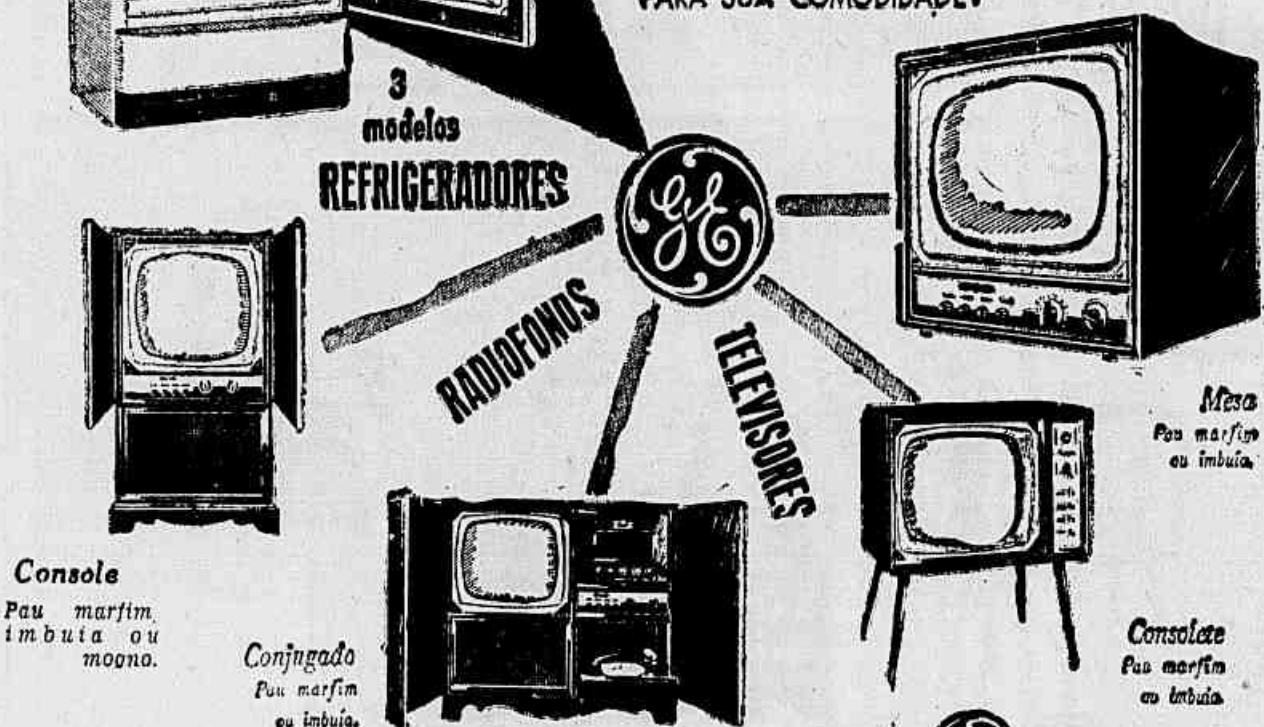 PARA SUA COMODIDADE
3
modelos
REFRIGERADORES
GE
RADIOFONOS
TELEVISORES
Mesa
Pau marfim
ou imbuia.
Console
Pau marfim,
imbuia ou
mogno.
Conjugado
Pau marfim
ou imbuia.
Consolete
Pau marfim
ou imbuia.